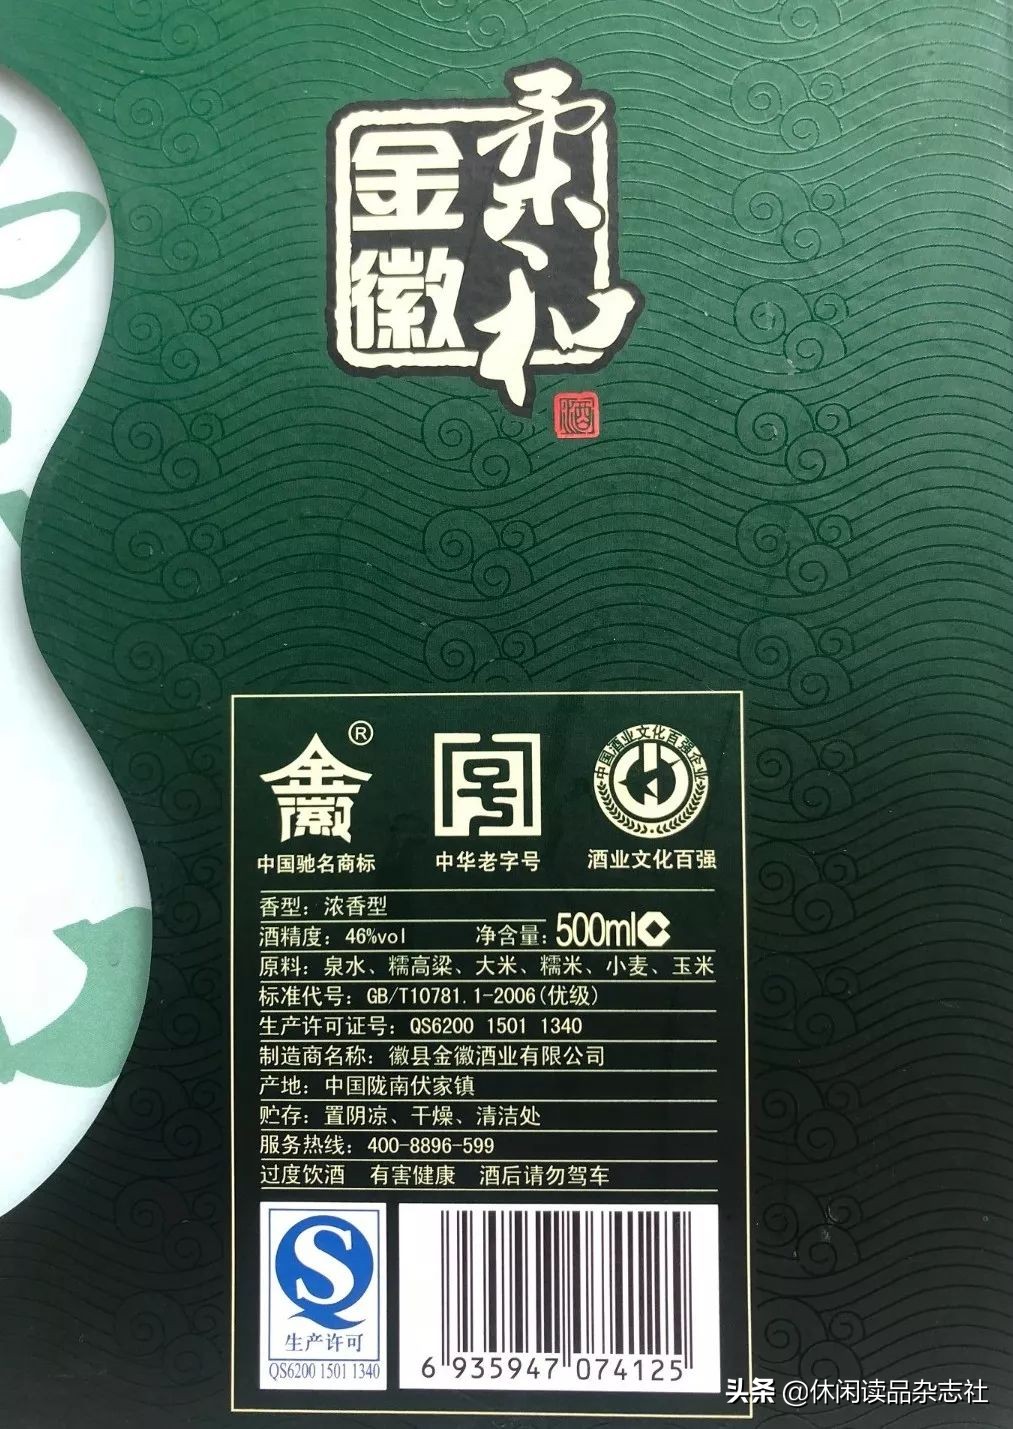 金徽
柔和
酒
金徽®
号
中国酒业文化百强企业
中国驰名商标
中华老字号
酒业文化百强
香型：浓香型
酒精度：46%vol 净含量：500ml
原料：泉水、糯高粱、大米、糯米、小麦、玉米
标准代号：GB/T10781.1-2006(优级)
生产许可证号：QS6200 1501 1340
制造商名称：徽县金徽酒业有限公司
产地：中国陇南伏家镇
贮存：置阴凉、干燥、清洁处
服务热线：400-8896-599
过度饮酒 有害健康 酒后请勿驾车
QS
生产许可
QS6200 1501 1340
6 935947 074125
头条 @休闲读品杂志社